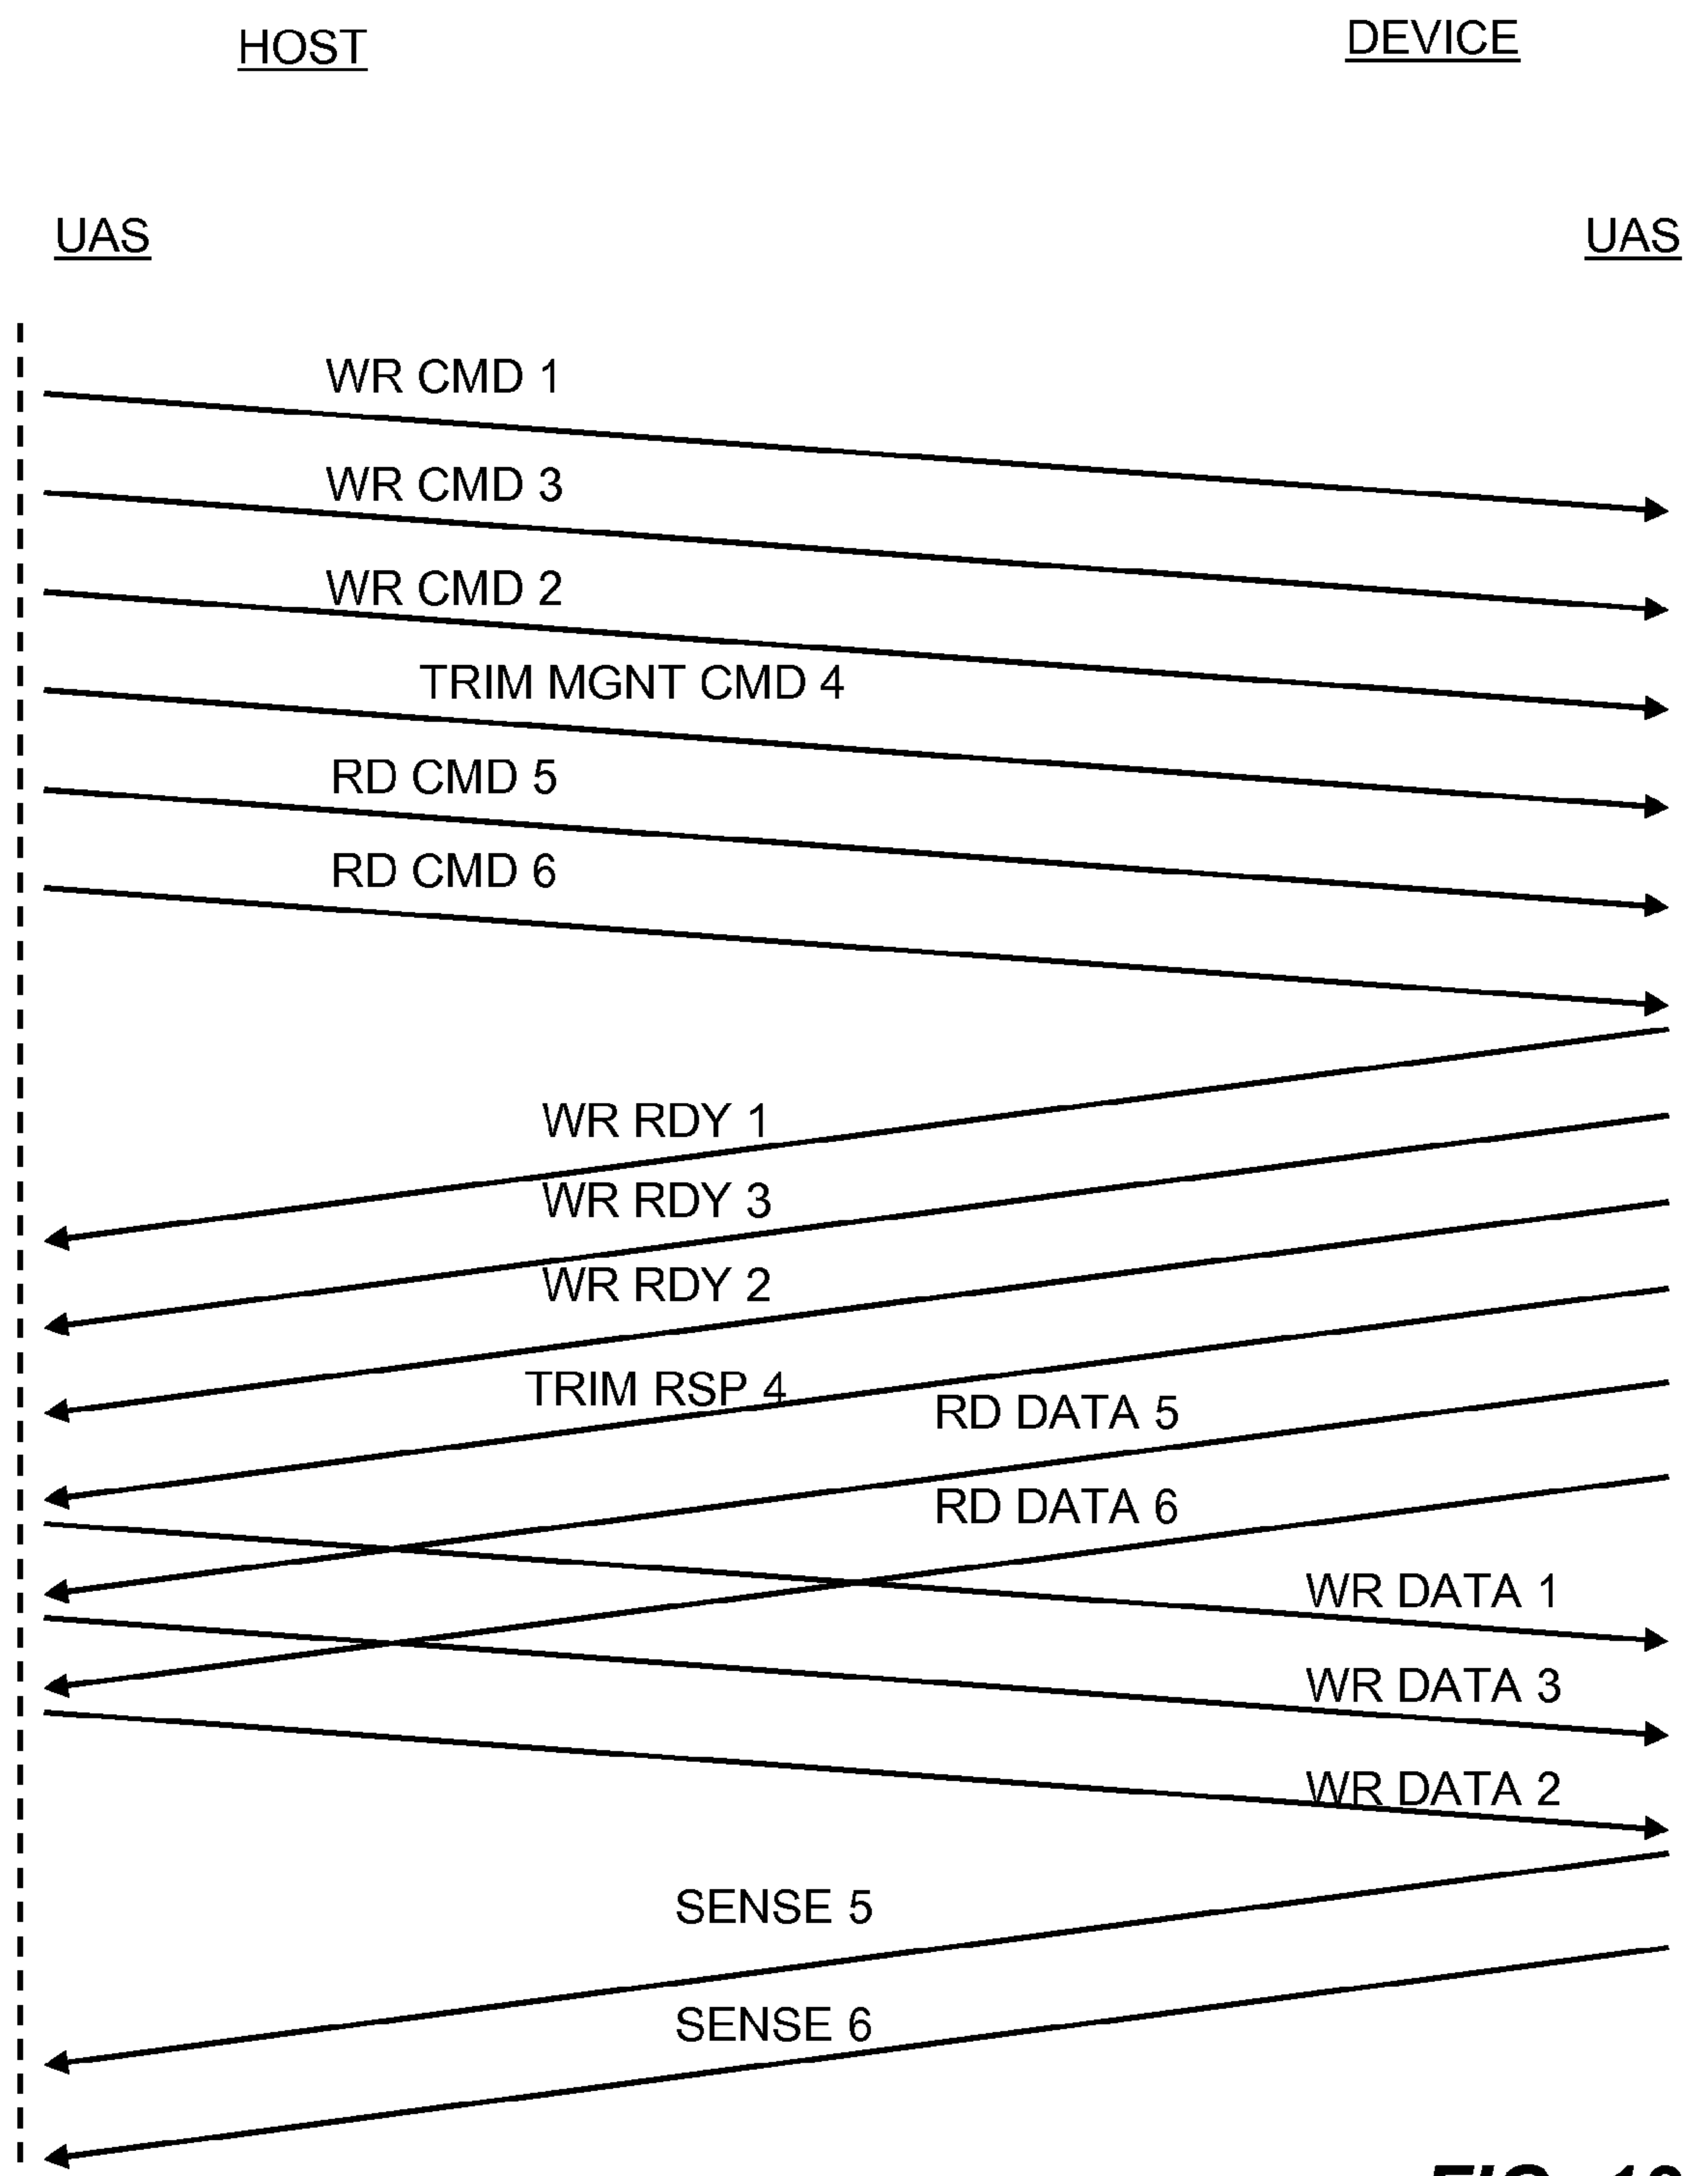 HOST
DEVICE
UAS
UAS
WR CMD 1
WR CMD 3
WR CMD 2
TRIM MGNT CMD 4
RD CMD 5
RD CMD 6
WR RDY 1
WR RDY 3
WR RDY 2
TRIM RSP 4
RD DATA 5
RD DATA 6
WR DATA 1
WR DATA 3
WR DATA 2
SENSE 5
SENSE 6
FIG.